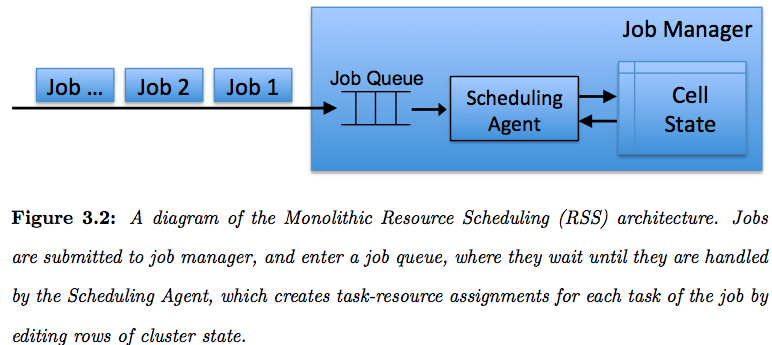 Job Manager
Job ...
Job 2
Job 1
Job Queue
Scheduling
Agent
Cell
State
Figure 3.2: A diagram of the Monolithic Resource Scheduling (RSS) architecture. Jobs
are submitted to job manager, and enter a job queue, where they wait until they are handled
by the Scheduling Agent, which creates task-resource assignments for each task of the job by
editing rows of cluster state.